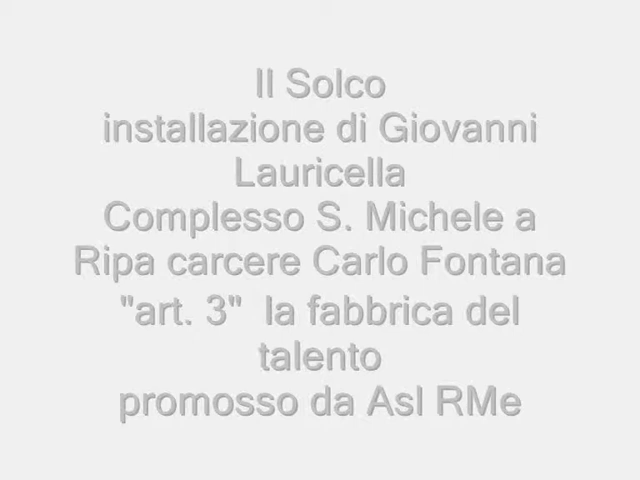 Il Solco
installazione di Giovanni
Lauricella
Complesso S. Michele a
Ripa carcere Carlo Fontana
"art. 3"  la fabbrica del
talento
promosso da Asl RMe